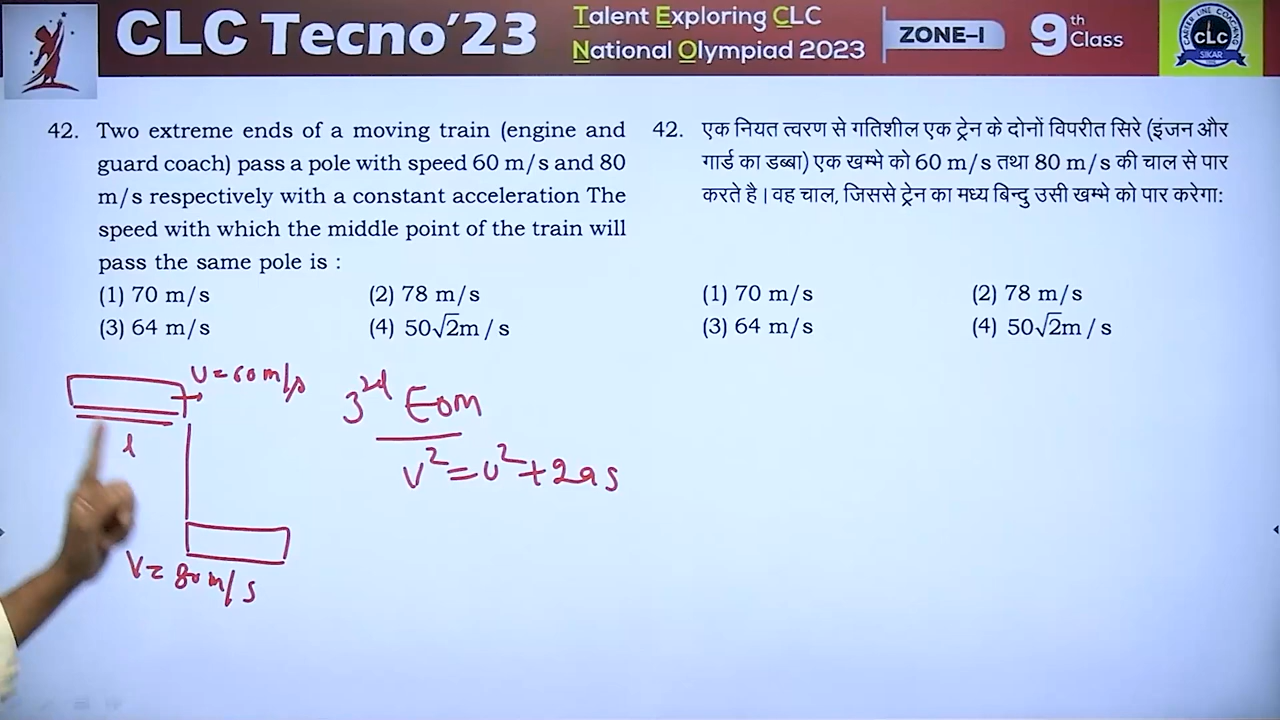 CLC Tecno'23
Talent Exploring CLC
National Olympiad 2023
ZONE–I
9th Class
CAREER LINE COACHING
CLC
SIKAR
42. Two extreme ends of a moving train (engine and
guard coach) pass a pole with speed 60 m/s and 80
m/s respectively with a constant acceleration The
speed with which the middle point of the train will
pass the same pole is :
(1) 70 m/s (2) 78 m/s
(3) 64 m/s (4) 50√2m/s
42. एक नियत त्वरण से गतिशील एक ट्रेन के दोनों विपरीत सिरे (इंजन और
गार्ड का डब्बा) एक खम्भे को 60 m/s तथा 80 m/s की चाल से पार
करते है। वह चाल, जिससे ट्रेन का मध्य बिन्दु उसी खम्भे को पार करेगा:
(1) 70 m/s (2) 78 m/s
(3) 64 m/s (4) 50√2m/s
U=60m/s
l
V= 80m/s
3rd Eom
v²=u²+2as